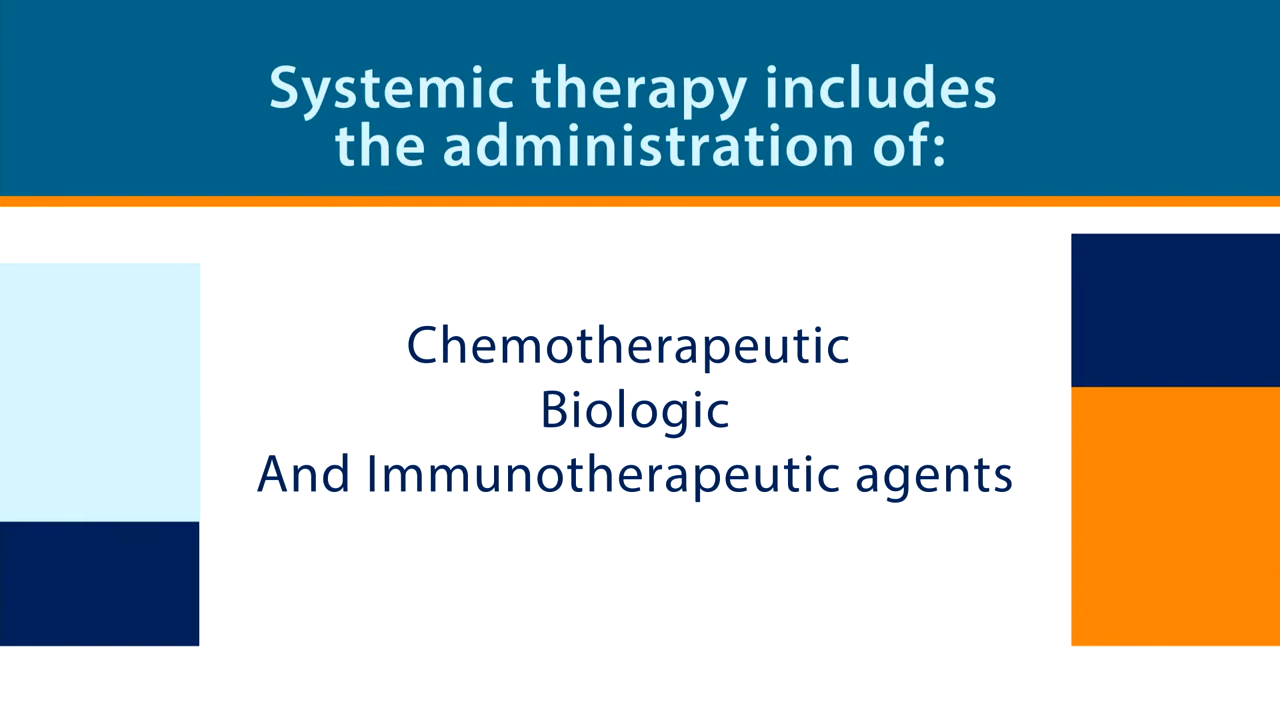 Systemic therapy includes
the administration of:
Chemotherapeutic
Biologic
And Immunotherapeutic agents